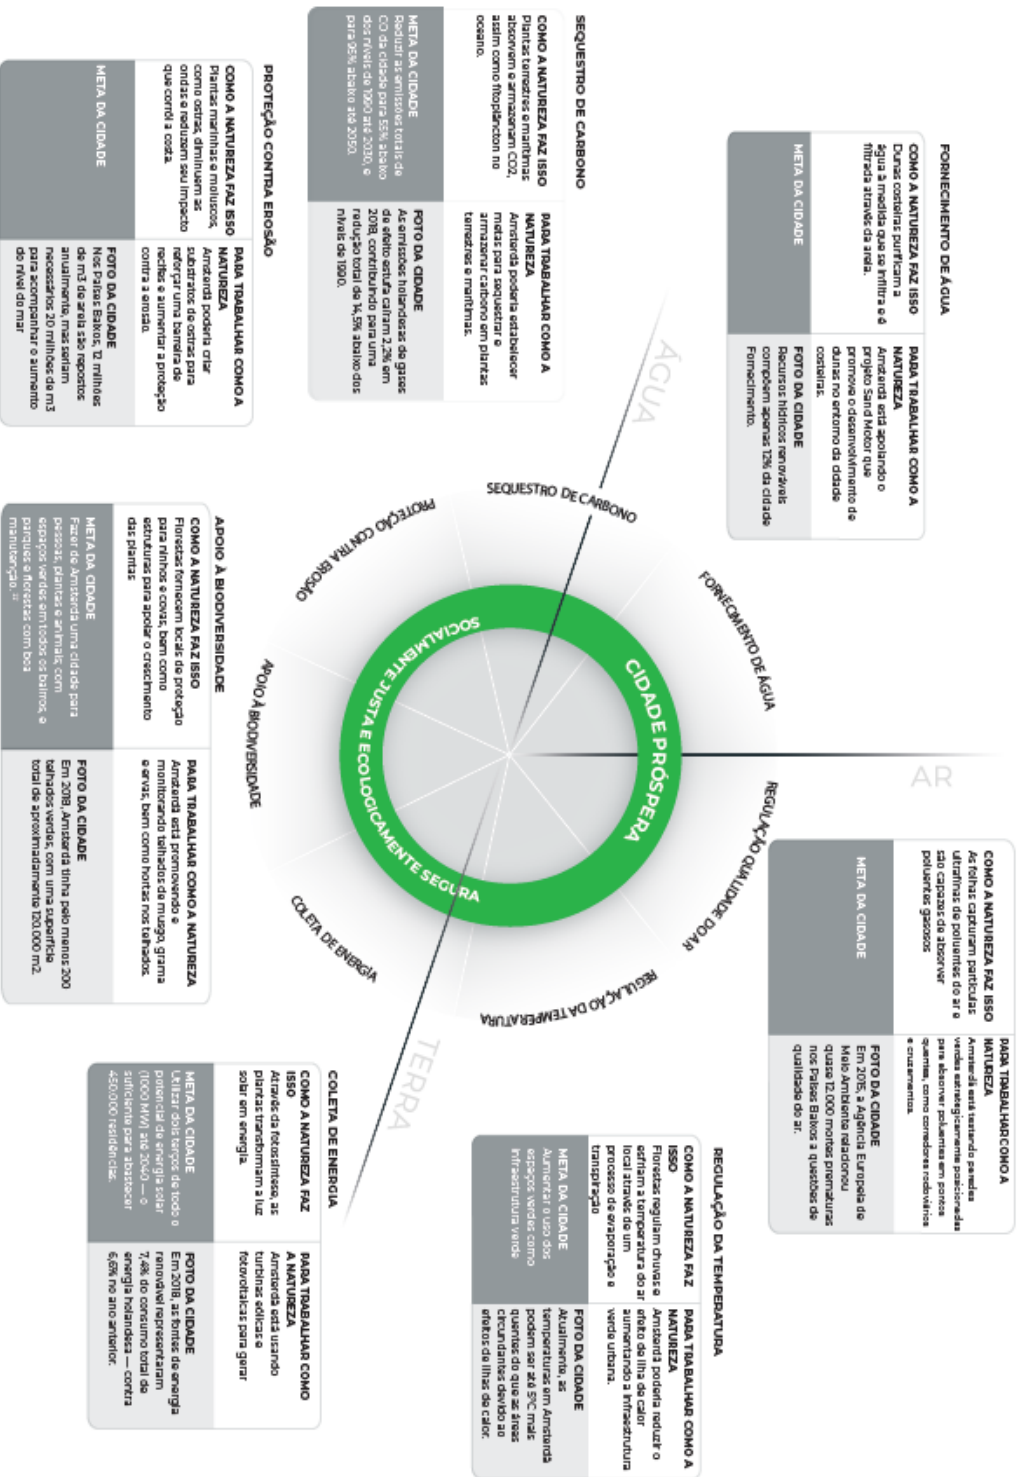 FORNECIMENTO DE ÁGUA
COMO A NATUREZA FAZ ISSO
Dunas costeiras purificam a
água à medida que se infiltra e é
filtrada através da areia.
PARA TRABALHAR COMO A
NATUREZA
Amsterdã está apoiando o
projeto Sand Motor que
promove o desenvolvimento de
dunas no entorno da cidade
costeiras.
META DA CIDADE
FOTO DA CIDADE
Recursos hídricos renováveis
compõem apenas 12% da cidade
Fornecimento.
SEQUESTRO DE CARBONO
COMO A NATUREZA FAZ ISSO
Plantas terrestres e marítimas
absorvem e armazenam CO2,
assim como fitoplâncton no
oceano.
PARA TRABALHAR COMO A
NATUREZA
Amsterdã poderia estabelecer
metas para sequestrar e
armazenar carbono em plantas
terrestres e marítimas.
META DA CIDADE
Reduzir as emissões totais de
CO da cidade para 55% abaixo
dos níveis de 1990 até 2030, e
para 95% abaixo até 2050.
FOTO DA CIDADE
As emissões holandesas de gases
de efeito estufa caíram 2,2% em
2018, contribuindo para uma
redução total de 14,5% abaixo dos
níveis de 1990.
PROTEÇÃO CONTRA EROSÃO
COMO A NATUREZA FAZ ISSO
Plantas marinhas e moluscos,
como ostras, diminuem as
ondas e reduzem seu impacto
que corrói a costa.
PARA TRABALHAR COMO A
NATUREZA
Amsterdã poderia criar
substratos de ostras para
reforçar uma barreira de
recifes e aumentar a proteção
contra a erosão.
META DA CIDADE
FOTO DA CIDADE
Nos Países Baixos, 12 milhões
de m3 de areia são repostos
anualmente, mas seriam
necessários 20 milhões de m3
para acompanhar o aumento
do nível do mar
APOIO À BIODIVERSIDADE
COMO A NATUREZA FAZ ISSO
Florestas fornecem locais de proteção
para ninhos e covas, bem como
estruturas para apoiar o crescimento
das plantas
PARA TRABALHAR COMO A NATUREZA
Amsterdã está promovendo e
monitorando telhados de musgo, grama
e ervas, bem como hortas nos telhados.
META DA CIDADE
Fazer de Amsterdã uma cidade para
pessoas, plantas e animais, com
espaços verdes em todos os bairros, e
parques e florestas com boa
manutenção.
FOTO DA CIDADE
Em 2018, Amsterdã tinha pelo menos 200
telhados verdes, com uma superfície
total de aproximadamente 120.000 m2.
COLETA DE ENERGIA
COMO A NATUREZA FAZ
ISSO
Através da fotossíntese, as
plantas transformam a luz
solar em energia.
PARA TRABALHAR COMO
A NATUREZA
Amsterdã está usando
turbinas eólicas e
fotovoltaicas para gerar
META DA CIDADE
Utilizar dois terços de todo o
potencial de energia solar
(1000 MW) até 2040 — o
suficiente para abastecer
450.000 residências.
FOTO DA CIDADE
Em 2018, as fontes de energia
renovável representaram
7,4% do consumo total de
energia holandesa — contra
6,6% no ano anterior.
REGULAÇÃO DA TEMPERATURA
COMO A NATUREZA FAZ
ISSO
Florestas regulam chuvas e
esfriam a temperatura do ar
local através de um
processo de evaporação e
transpiração
PARA TRABALHAR COMO A
NATUREZA
Amsterdã poderia reduzir o
efeito de ilha de calor
aumentando a infraestrutura
verde urbana.
META DA CIDADE
Aumentar o uso dos
espaços verdes como
infraestrutura verde
FOTO DA CIDADE
Atualmente, as
temperaturas em Amsterdã
podem ser até 5ºC mais
quentes do que as áreas
circundantes devido ao
efeitos de ilhas de calor.
COMO A NATUREZA FAZ ISSO
As folhas capturam partículas
ultrafinas de poluentes do ar e
são capazes de absorver
poluentes gasosos
PARA TRABALHAR COMO A
NATUREZA
Amsterdã está testando paredes
verdes estrategicamente posicionadas
para absorver poluentes em pontos
quentes, como corredores rodoviários
e cruzamentos.
META DA CIDADE
FOTO DA CIDADE
Em 2015, a Agência Europeia de
Meio Ambiente relacionou
quase 12.000 mortes prematuras
nos Países Baixos a questões de
qualidade do ar.
ÁGUA
AR
TERRA
SEQUESTRO DE CARBONO
FORNECIMENTO DE ÁGUA
REGULAÇÃO QUALIDADE DO AR
REGULAÇÃO DA TEMPERATURA
COLETA DE ENERGIA
APOIO À BIODIVERSIDADE
PROTEÇÃO CONTRA EROSÃO
CIDADE PRÓSPERA
SOCIALMENTE JUSTA E ECOLOGICAMENTE SEGURA